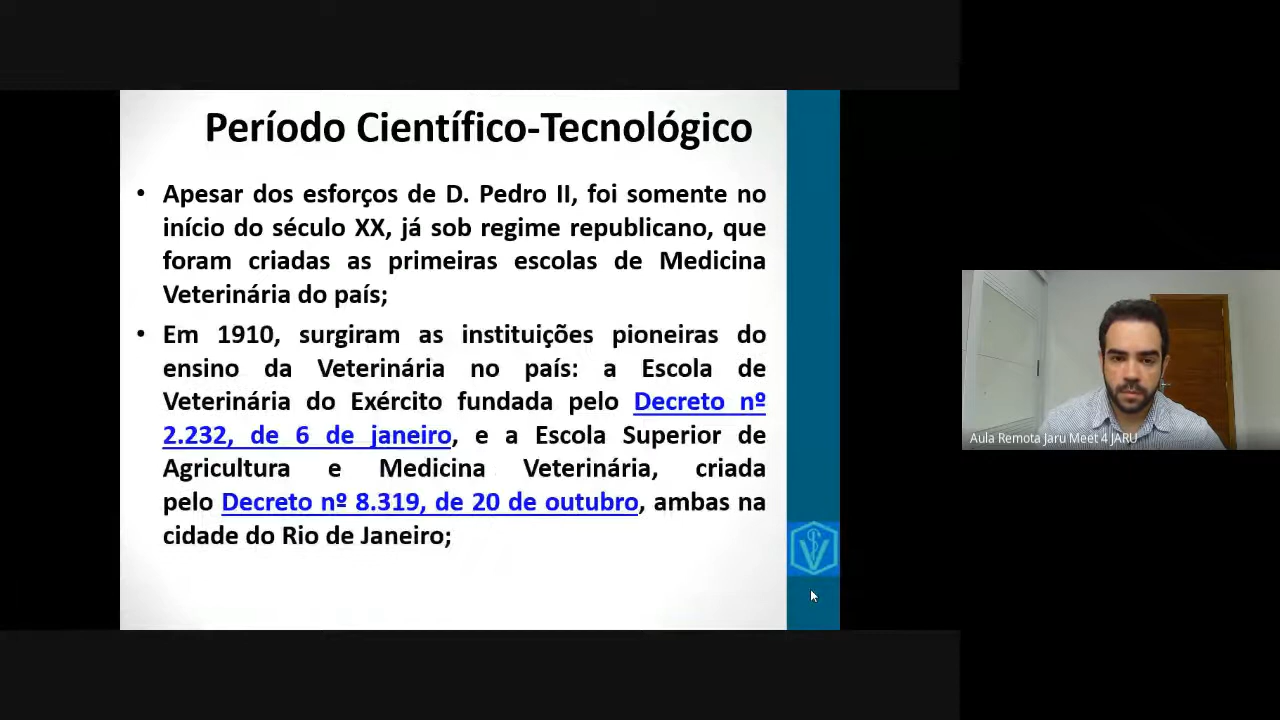 Período Científico-Tecnológico
• Apesar dos esforços de D. Pedro II, foi somente no
início do século XX, já sob regime republicano, que
foram criadas as primeiras escolas de Medicina
Veterinária do país;
• Em 1910, surgiram as instituições pioneiras do
ensino da Veterinária no país: a Escola de
Veterinária do Exército fundada pelo Decreto nº
2.232, de 6 de janeiro, e a Escola Superior de
Agricultura e Medicina Veterinária, criada
pelo Decreto nº 8.319, de 20 de outubro, ambas na
cidade do Rio de Janeiro;
V
Aula Remota Jaru Meet 4 JARU